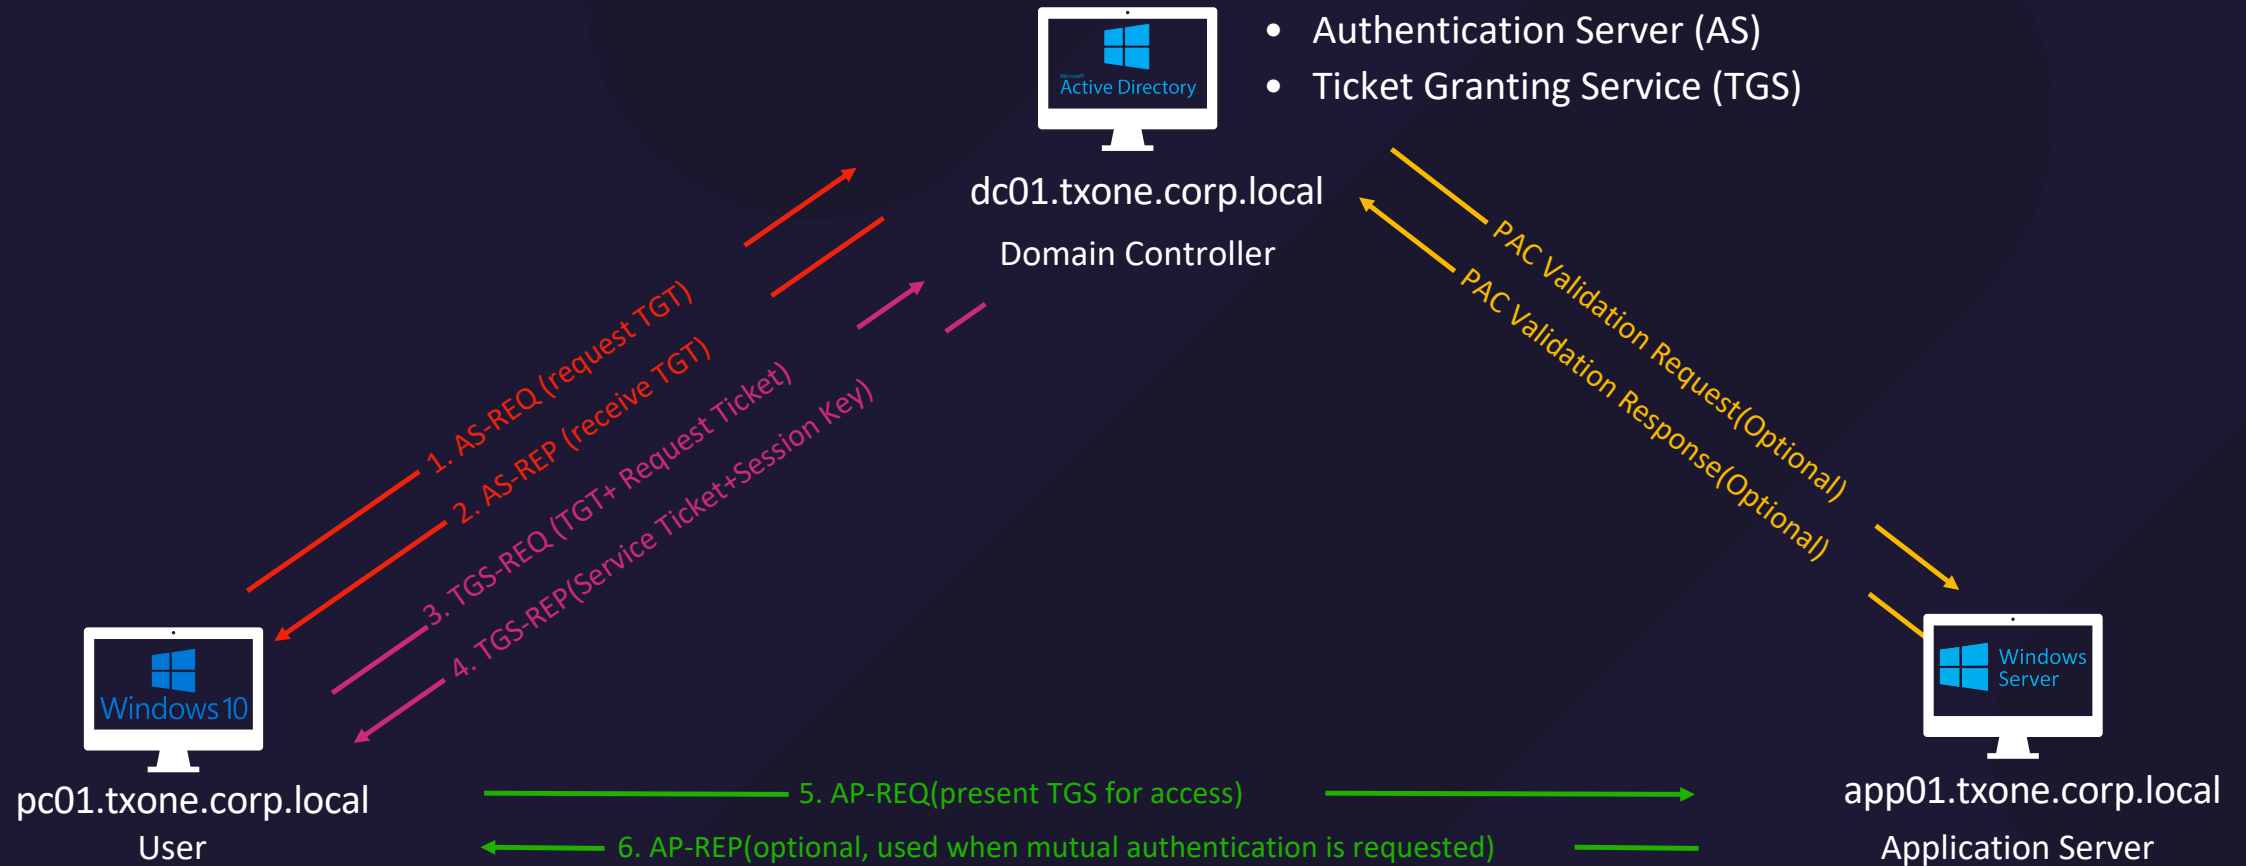 Microsoft
Active Directory
• Authentication Server (AS)
• Ticket Granting Service (TGS)
dc01.txone.corp.local
Domain Controller
1. AS-REQ (request TGT)
2. AS-REP (receive TGT)
3. TGS-REQ (TGT+ Request Ticket)
4. TGS-REP(Service Ticket+Session Key)
PAC Validation Request(Optional)
PAC Validation Response(Optional)
Windows 10
pc01.txone.corp.local
User
5. AP-REQ(present TGS for access)
6. AP-REP(optional, used when mutual authentication is requested)
Windows
Server
app01.txone.corp.local
Application Server